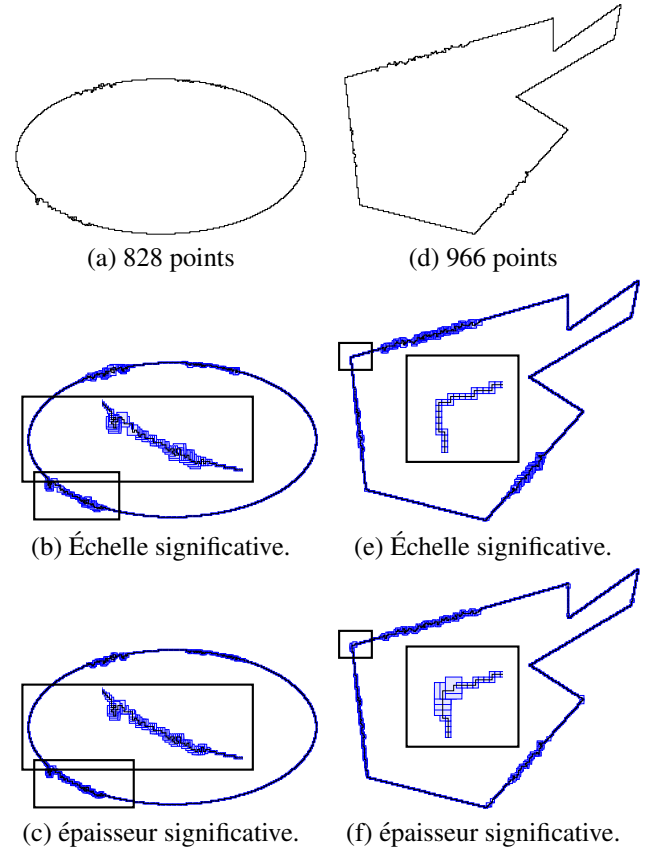 (a) 828 points
(d) 966 points
(b) Échelle significative.
(e) Échelle significative.
(c) épaisseur significative.
(f) épaisseur significative.